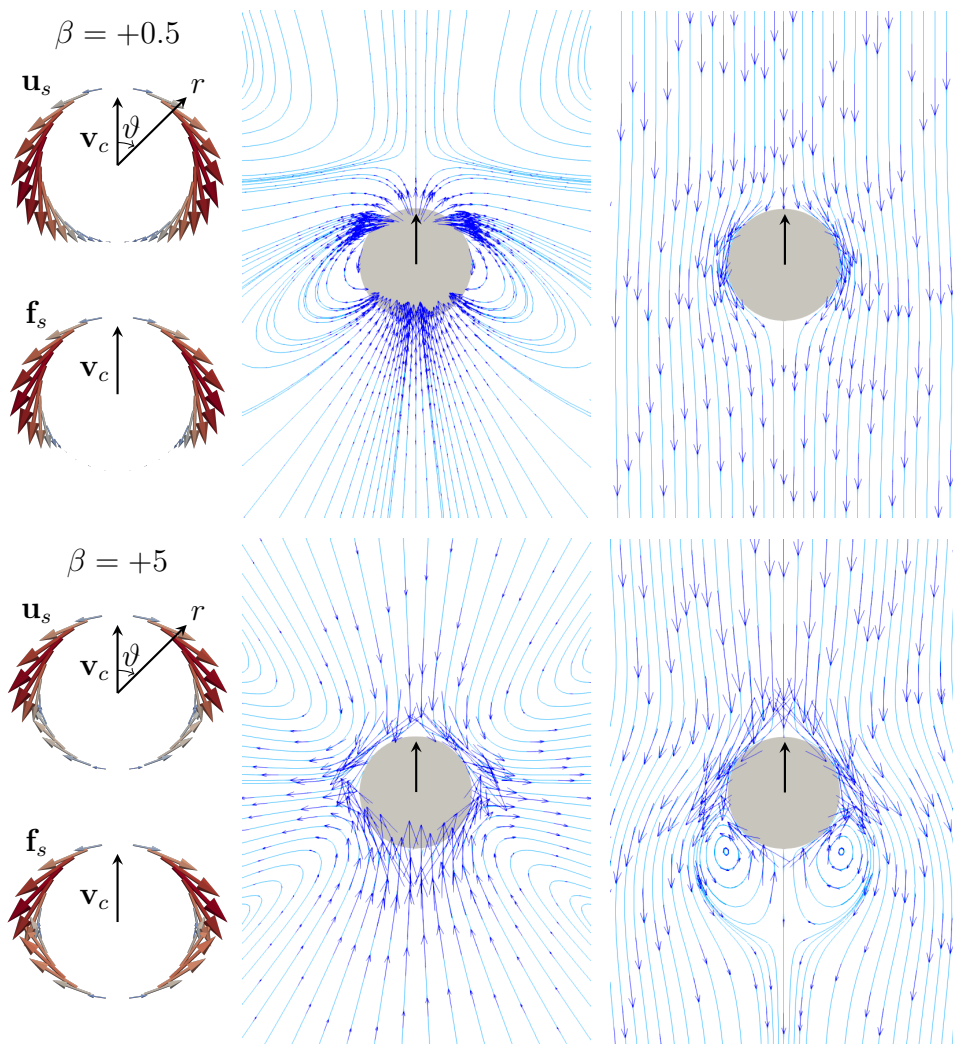 β = +0.5
u_s
r
v_c
ϑ
f_s
v_c
β = +5
u_s
r
v_c
ϑ
f_s
v_c